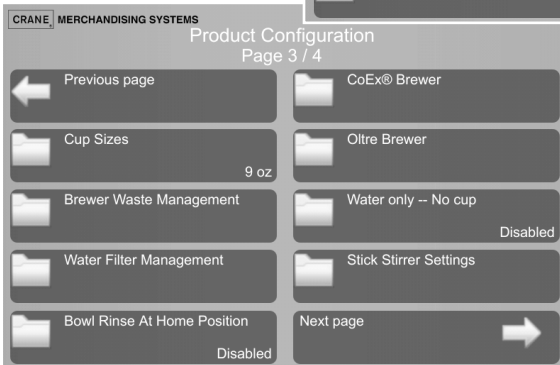 CRANE® MERCHANDISING SYSTEMS
Product Configuration
Page 3 / 4
Previous page
Cup Sizes
9 oz
Brewer Waste Management
Water Filter Management
Bowl Rinse At Home Position
Disabled
CoEx® Brewer
Oltre Brewer
Water only -- No cup
Disabled
Stick Stirrer Settings
Next page